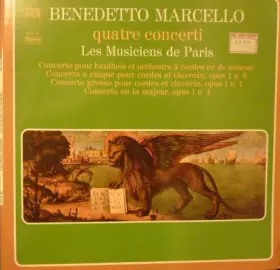 BENEDETTO MARCELLO
quatre concerti
Les Musiciens de Paris
Concerto pour hautbois et orchestre à cordes en do mineur
Concerto a cinque pour cordes et clavecin, opus 1 n° 6
Concerto grosso pour cordes et clavecin, opus 1 n° 1
Concerto en fa majeur, opus 1 n° 4